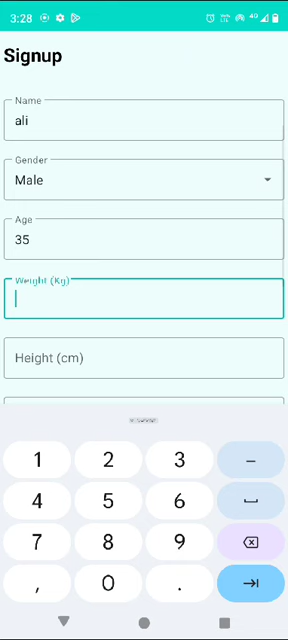 3:28
4G
Signup
Name
ali
Gender
Male
Age
35
Weight (Kg)
Height (cm)
1 2 3 –
4 5 6
7 8 9
, 0 .